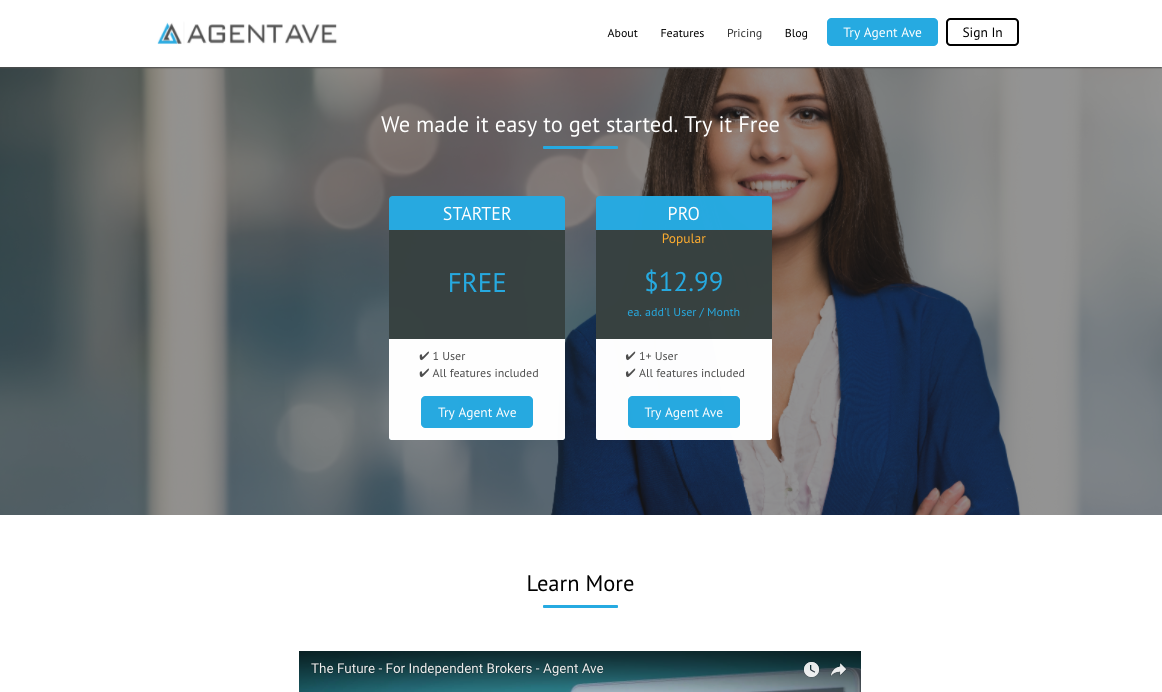 AGENT AVE
About Features Pricing Blog Try Agent Ave Sign In
We made it easy to get started. Try it Free
STARTER
FREE
✔ 1 User
✔ All features included
Try Agent Ave
PRO
Popular
$12.99
ea. add'l User / Month
✔ 1+ User
✔ All features included
Try Agent Ave
Learn More
The Future - For Independent Brokers - Agent Ave